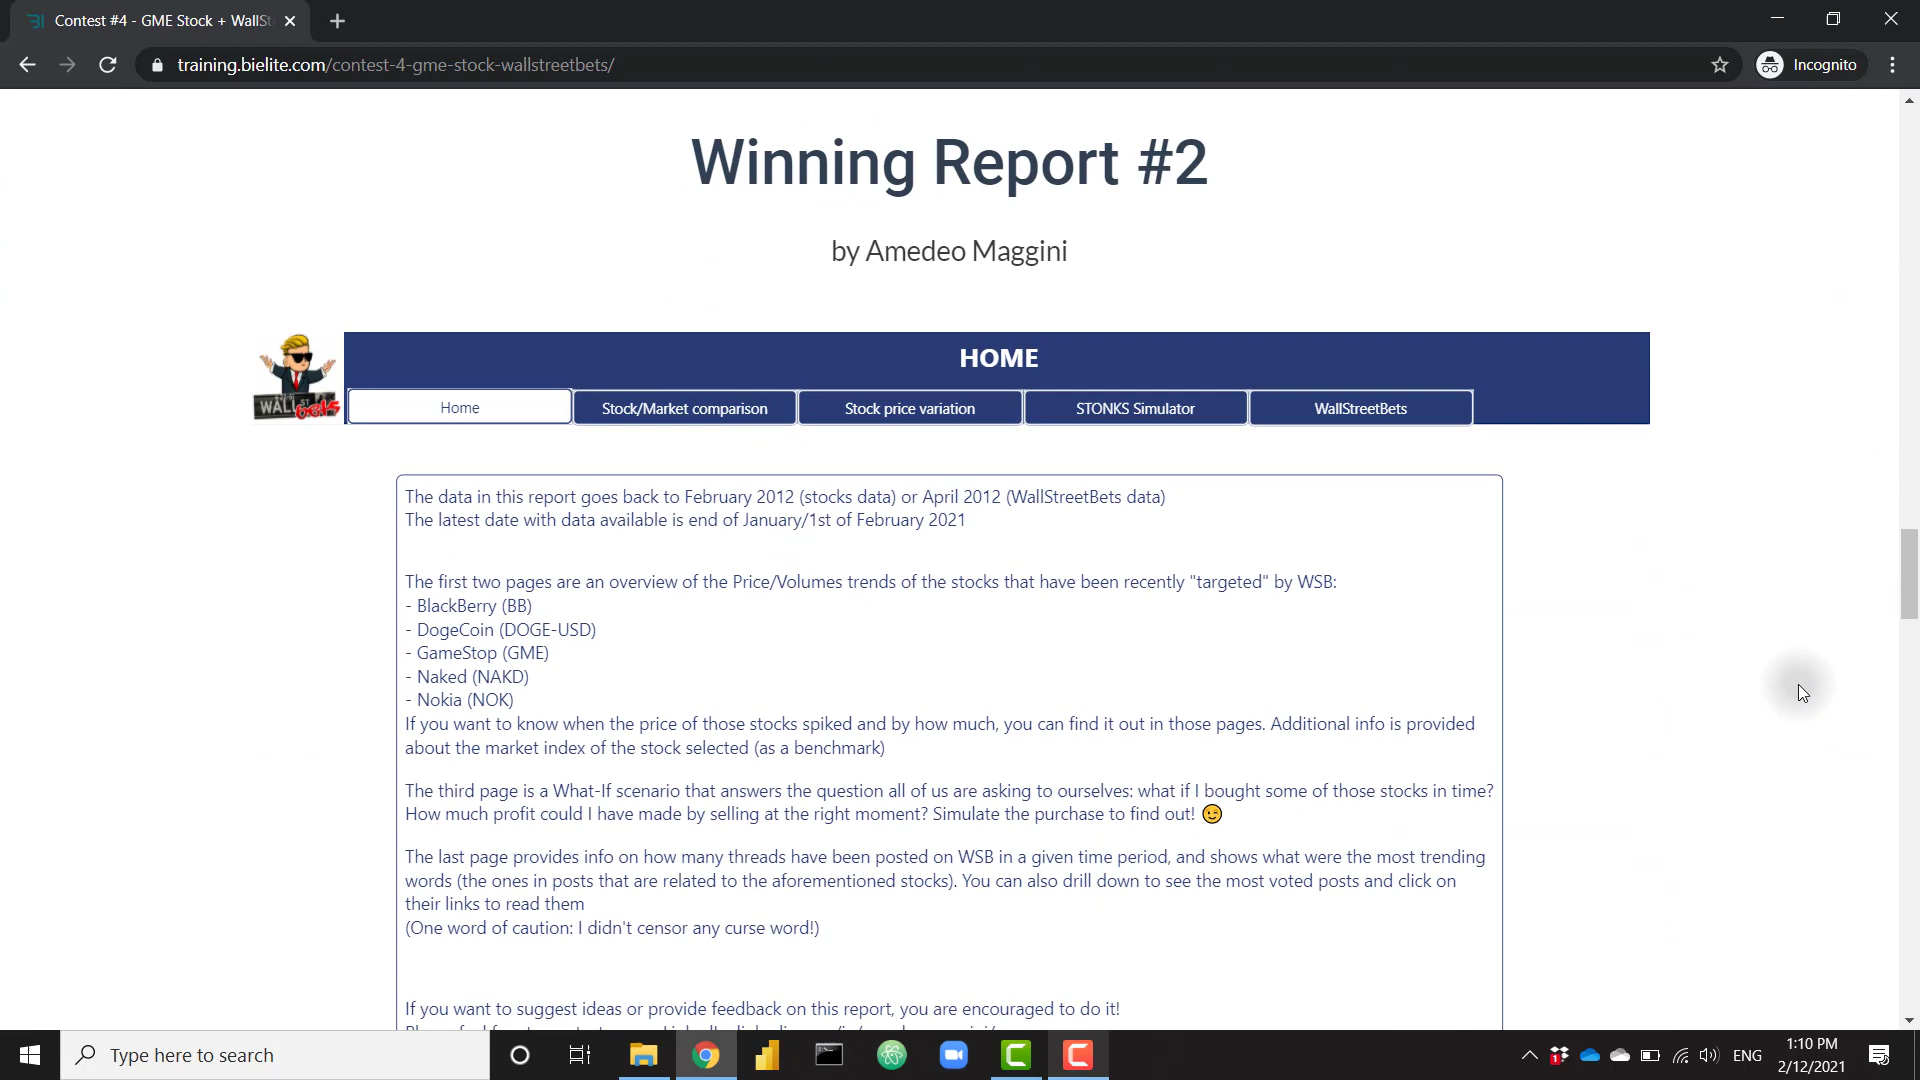 Contest #4 - GME Stock + WallSt
training.bielite.com/contest-4-gme-stock-wallstreetbets/
Incognito
Winning Report #2
by Amedeo Maggini
HOME
WALL ST bets
Home
Stock/Market comparison
Stock price variation
STONKS Simulator
WallStreetBets
The data in this report goes back to February 2012 (stocks data) or April 2012 (WallStreetBets data)
The latest date with data available is end of January/1st of February 2021
The first two pages are an overview of the Price/Volumes trends of the stocks that have been recently "targeted" by WSB:
- BlackBerry (BB)
- DogeCoin (DOGE-USD)
- GameStop (GME)
- Naked (NAKD)
- Nokia (NOK)
If you want to know when the price of those stocks spiked and by how much, you can find it out in those pages. Additional info is provided
about the market index of the stock selected (as a benchmark)
The third page is a What-If scenario that answers the question all of us are asking to ourselves: what if I bought some of those stocks in time?
How much profit could I have made by selling at the right moment? Simulate the purchase to find out! 😉
The last page provides info on how many threads have been posted on WSB in a given time period, and shows what were the most trending
words (the ones in posts that are related to the aforementioned stocks). You can also drill down to see the most voted posts and click on
their links to read them
(One word of caution: I didn't censor any curse word!)
If you want to suggest ideas or provide feedback on this report, you are encouraged to do it!
Type here to search
ENG
1:10 PM
2/12/2021